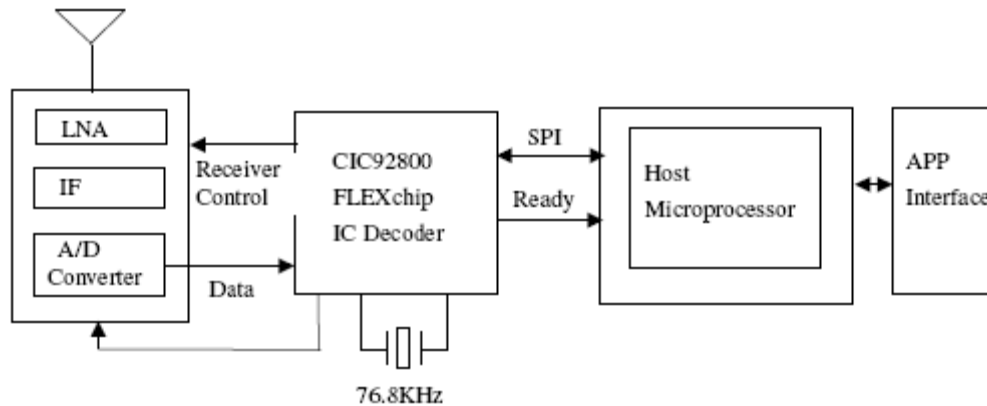 LNA
IF
A/D
Converter
Receiver
Control
Data
CIC92800
FLEXchip
IC Decoder
76.8KHz
SPI
Ready
Host
Microprocessor
APP
Interface